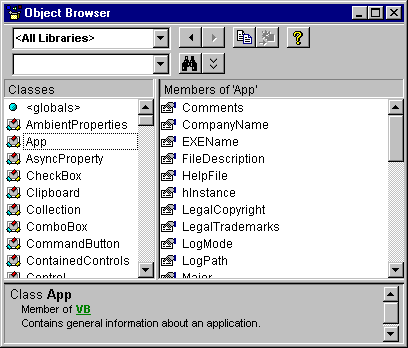 Object Browser
<All Libraries>
Classes
Members of 'App'
<globals>
AmbientProperties
App
AsyncProperty
CheckBox
Clipboard
Collection
ComboBox
CommandButton
ContainedControls
Control
Comments
CompanyName
EXEName
FileDescription
HelpFile
hInstance
LegalCopyright
LegalTrademarks
LogMode
LogPath
Major
Class App
Member of VB
Contains general information about an application.